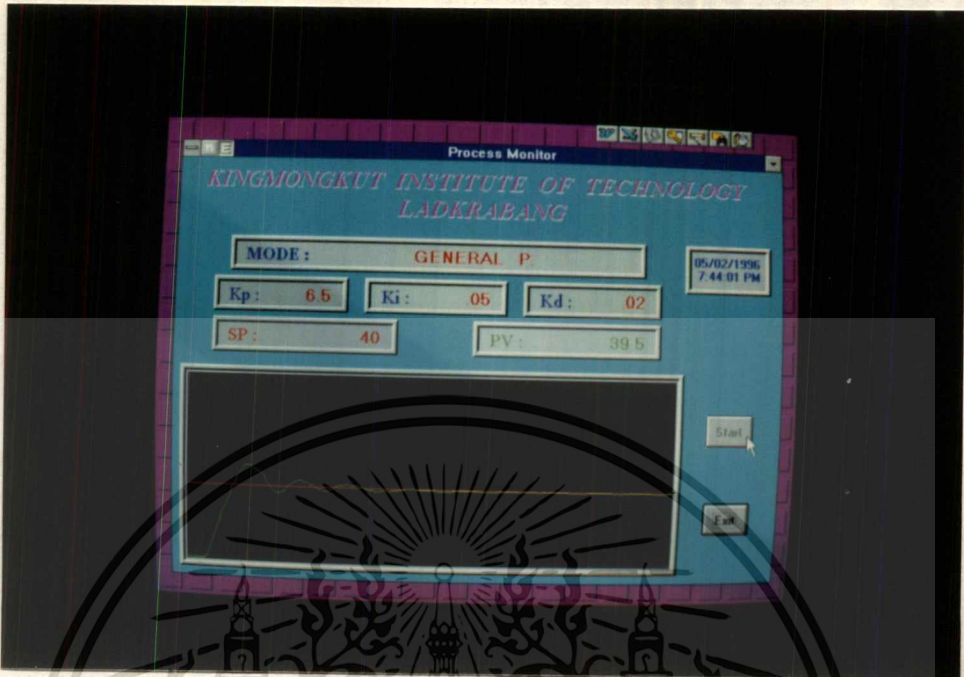 Process Monitor
KINGMONGKUT INSTITUTE OF TECHNOLOGY
LADKRABANG
MODE : GENERAL P
05/02/1996
7:44:01 PM
Kp : 6.5 Ki : 05 Kd : 02
SP : 40 PV : 39.5
Start
Exit